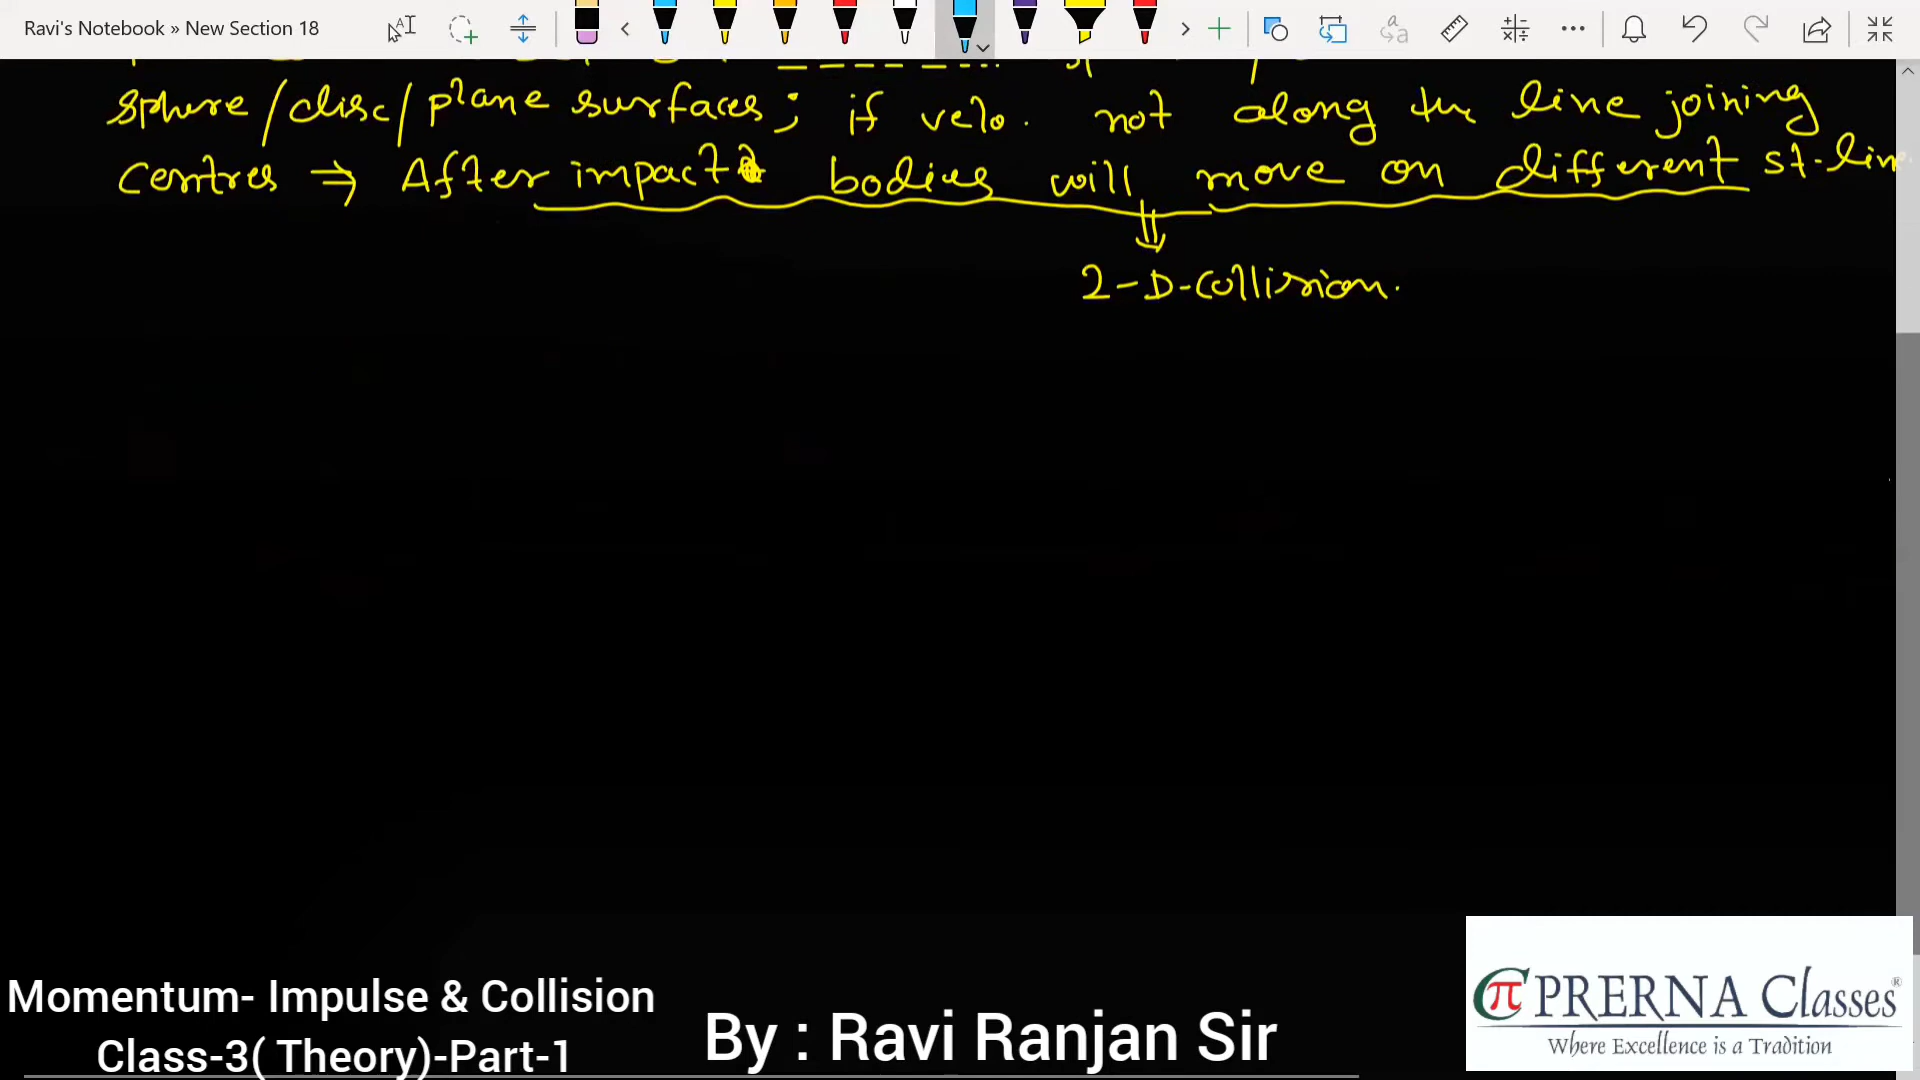 Ravi's Notebook » New Section 18
sphere/disc/plane surfaces; if velo. not along the line joining
Centres ⇒ After impact bodies will move on different st-line
2-D-Collision.
Momentum- Impulse & Collision
Class-3( Theory)-Part-1
By : Ravi Ranjan Sir
π PRERNA Classes®
Where Excellence is a Tradition